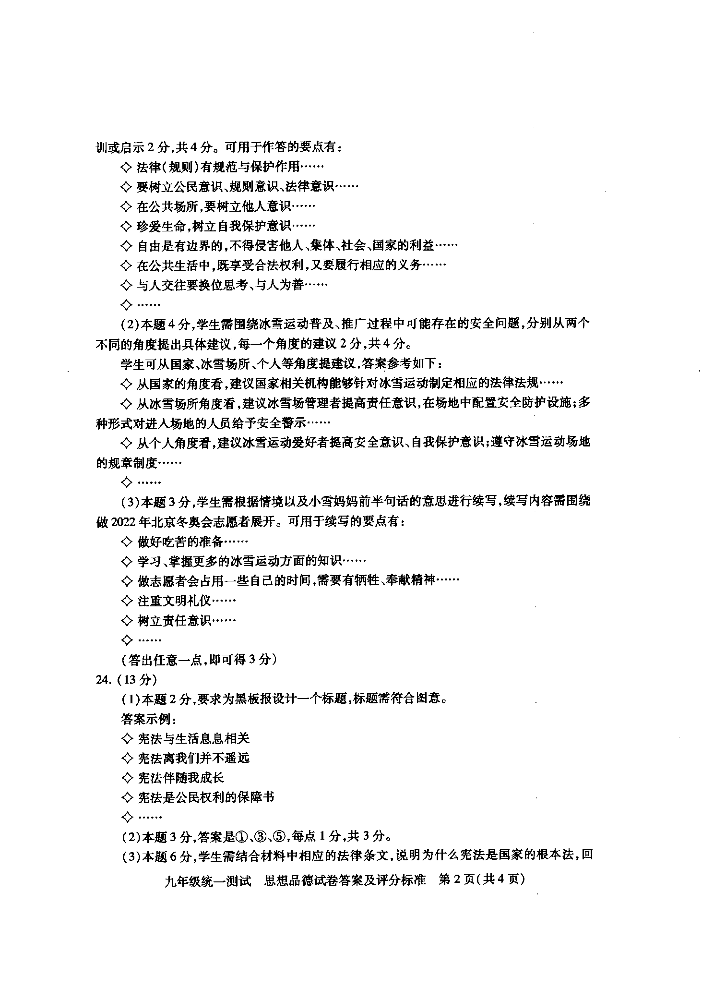 训或启示2分,共4分。可用于作答的要点有:
◇ 法律(规则)有规范与保护作用……
◇ 要树立公民意识、规则意识、法律意识……
◇ 在公共场所,要树立他人意识……
◇ 珍爱生命,树立自我保护意识……
◇ 自由是有边界的,不得侵害他人、集体、社会、国家的利益……
◇ 在公共生活中,既享受合法权利,又要履行相应的义务……
◇ 与人交往要换位思考、与人为善……
◇ ……
(2)本题4分,学生需围绕冰雪运动普及、推广过程中可能存在的安全问题,分别从两个
不同的角度提出具体建议,每一个角度的建议2分,共4分。
学生可从国家、冰雪场所、个人等角度提建议,答案参考如下:
◇ 从国家的角度看,建议国家相关机构能够针对冰雪运动制定相应的法律法规……
◇ 从冰雪场所角度看,建议冰雪场管理者提高责任意识,在场地中配置安全防护设施;多
种形式对进入场地的人员给予安全警示……
◇ 从个人角度看,建议冰雪运动爱好者提高安全意识、自我保护意识;遵守冰雪运动场地
的规章制度……
◇ ……
(3)本题3分,学生需根据情境以及小雪妈妈前半句话的意思进行续写,续写内容需围绕
做2022年北京冬奥会志愿者展开。可用于续写的要点有:
◇ 做好吃苦的准备……
◇ 学习、掌握更多的冰雪运动方面的知识……
◇ 做志愿者会占用一些自己的时间,需要有牺牲、奉献精神……
◇ 注重文明礼仪……
◇ 树立责任意识……
◇ ……
(答出任意一点,即可得3分)
24. (13分)
(1)本题2分,要求为黑板报设计一个标题,标题需符合图意。
答案示例:
◇ 宪法与生活息息相关
◇ 宪法离我们并不遥远
◇ 宪法伴随我成长
◇ 宪法是公民权利的保障书
◇ ……
(2)本题3分,答案是①、③、⑤,每点1分,共3分。
(3)本题6分,学生需结合材料中相应的法律条文,说明为什么宪法是国家的根本法,回
九年级统一测试 思想品德试卷答案及评分标准 第2页(共4页)